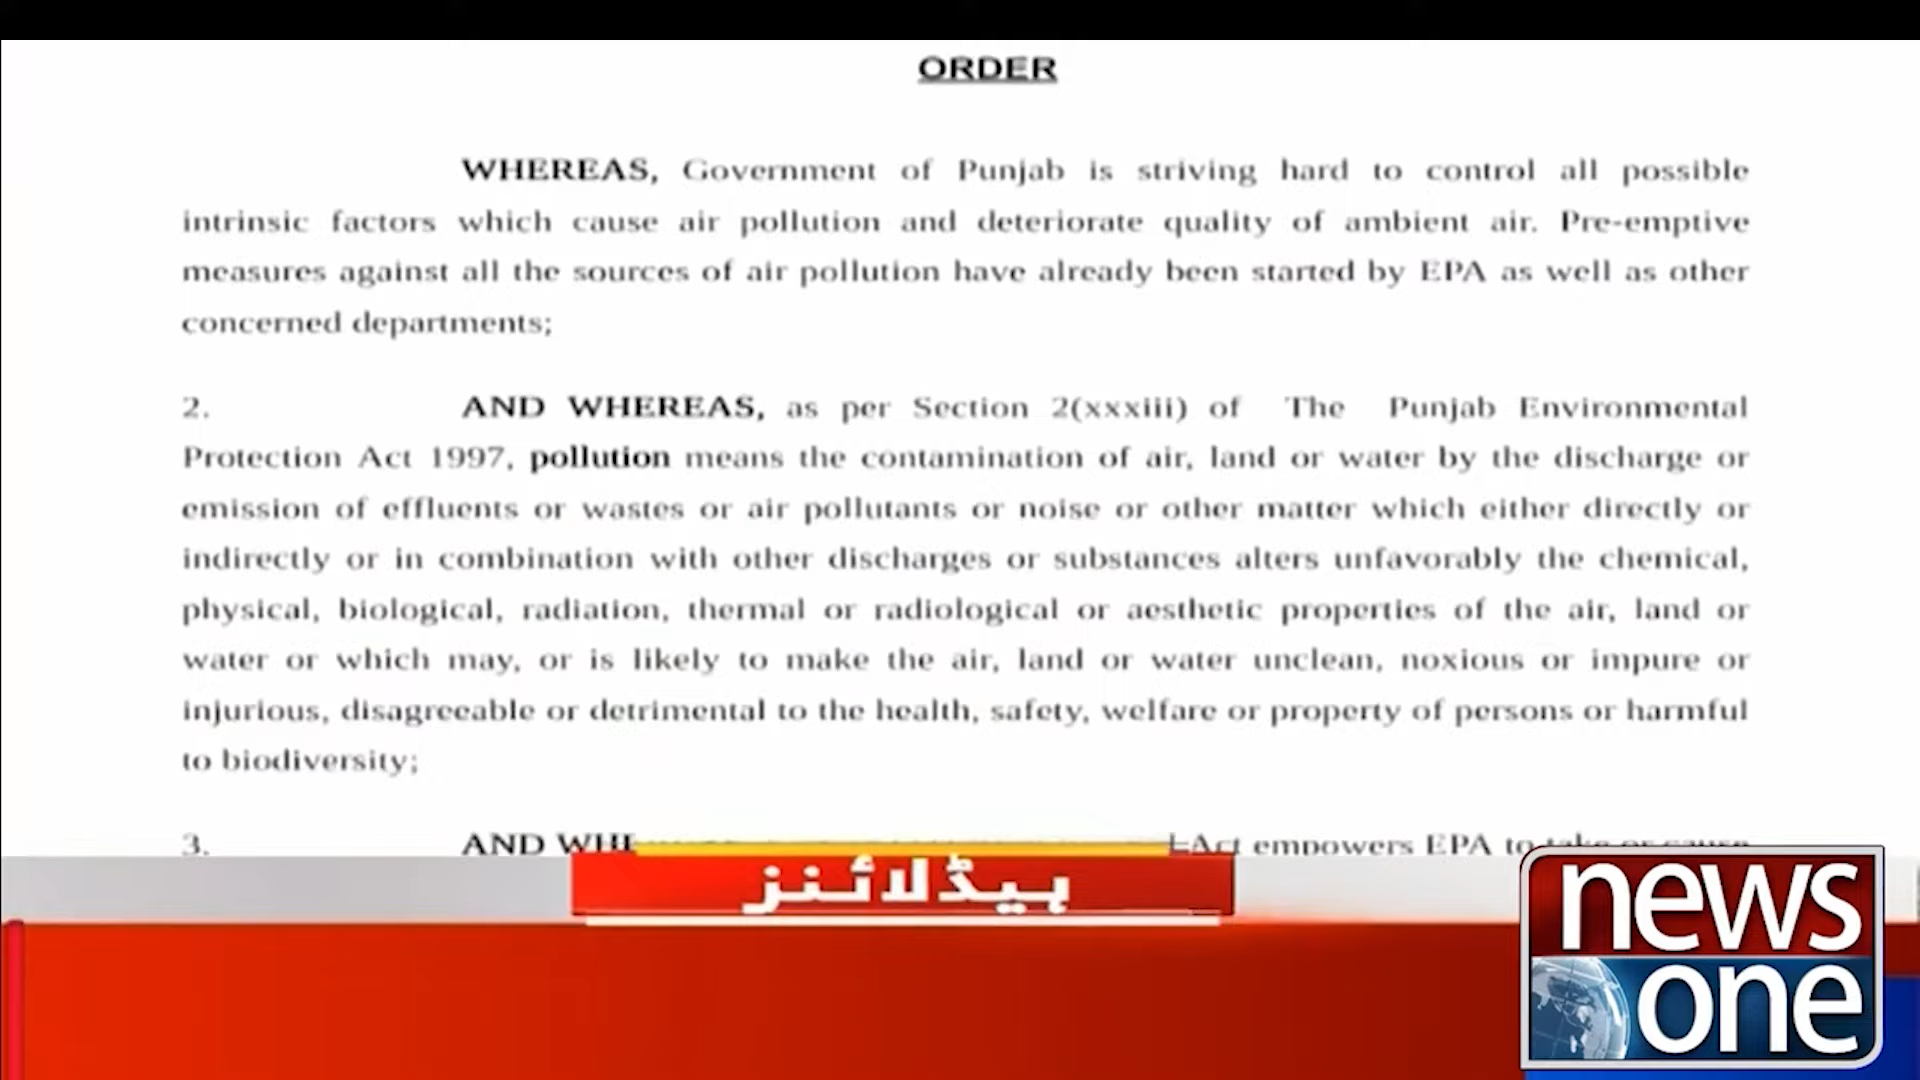 ORDER
WHEREAS, Government of Punjab is striving hard to control all possible
intrinsic factors which cause air pollution and deteriorate quality of ambient air. Pre-emptive
measures against all the sources of air pollution have already been started by EPA as well as other
concerned departments;
2. AND WHEREAS, as per Section 2(xxxiii) of The Punjab Environmental
Protection Act 1997, pollution means the contamination of air, land or water by the discharge or
emission of effluents or wastes or air pollutants or noise or other matter which either directly or
indirectly or in combination with other discharges or substances alters unfavorably the chemical,
physical, biological, radiation, thermal or radiological or aesthetic properties of the air, land or
water or which may, or is likely to make the air, land or water unclean, noxious or impure or
injurious, disagreeable or detrimental to the health, safety, welfare or property of persons or harmful
to biodiversity;
3. AND Act empowers EPA to take or cause
ہیڈلائنز
news
one